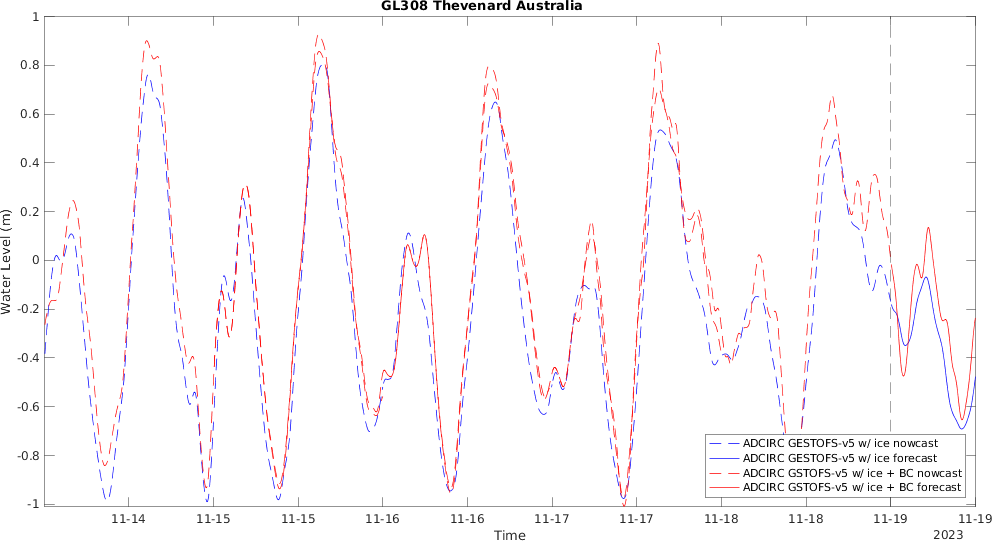 GL308 Thevenard Australia
1
0.8
0.6
0.4
0.2
0
-0.2
-0.4
-0.6
-0.8
-1
Water Level (m)
ADCIRC GESTOFS-v5 w/ ice nowcast
ADCIRC GESTOFS-v5 w/ ice forecast
ADCIRC GSTOFS-v5 w/ ice + BC nowcast
ADCIRC GSTOFS-v5 w/ ice + BC forecast
11-14 11-15 11-15 11-16 11-16 11-17 11-17 11-18 11-18 11-19 11-19
Time
2023